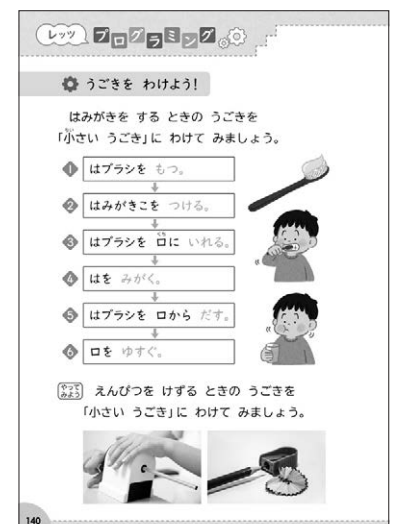 レッツ プログラミング
うごきを わけよう!
はみがきを する ときの うごきを
「小さい うごき」に わけて みましょう。
1 はブラシを もつ。
2 はみがきこを つける。
3 はブラシを 口に いれる。
4 はを みがく。
5 はブラシを 口から だす。
6 口を ゆすぐ。
やってみよう えんぴつを けずる ときの うごきを
「小さい うごき」に わけて みましょう。
140